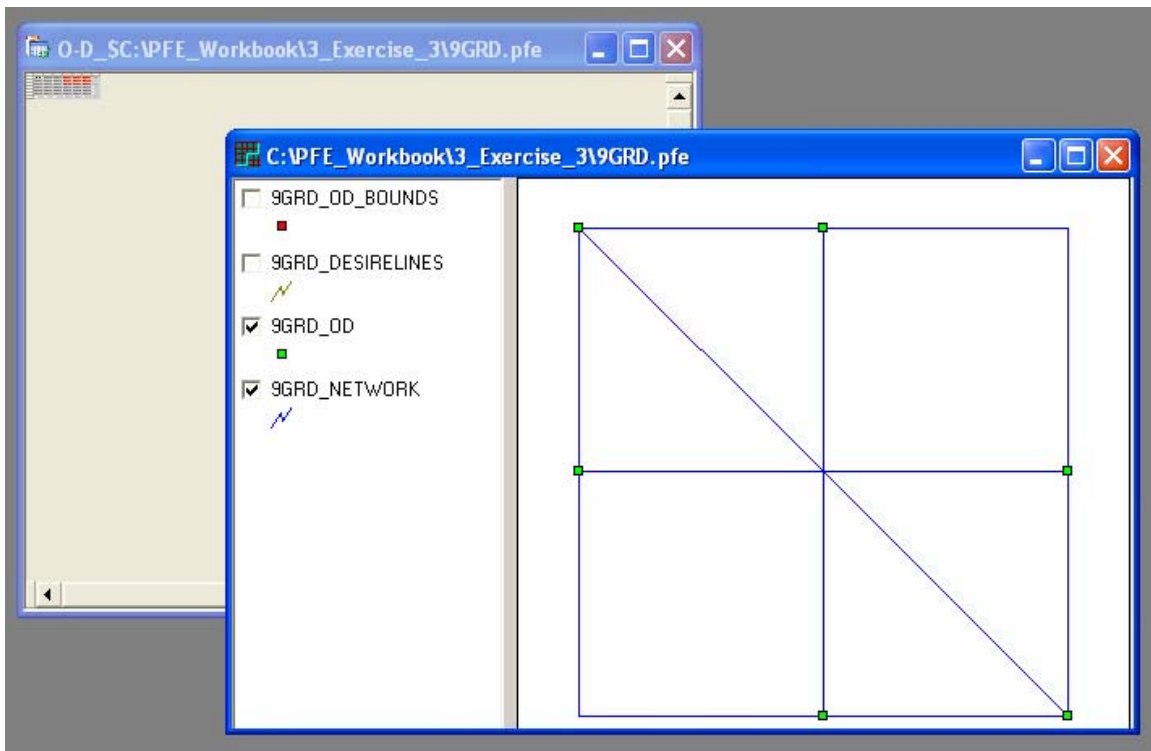 O-D_SC:\PFE_Workbook\3_Exercise_3\9GRD.pfe
C:\PFE_Workbook\3_Exercise_3\9GRD.pfe
9GRD_OD_BOUNDS
9GRD_DESIRELINES
9GRD_OD
9GRD_NETWORK